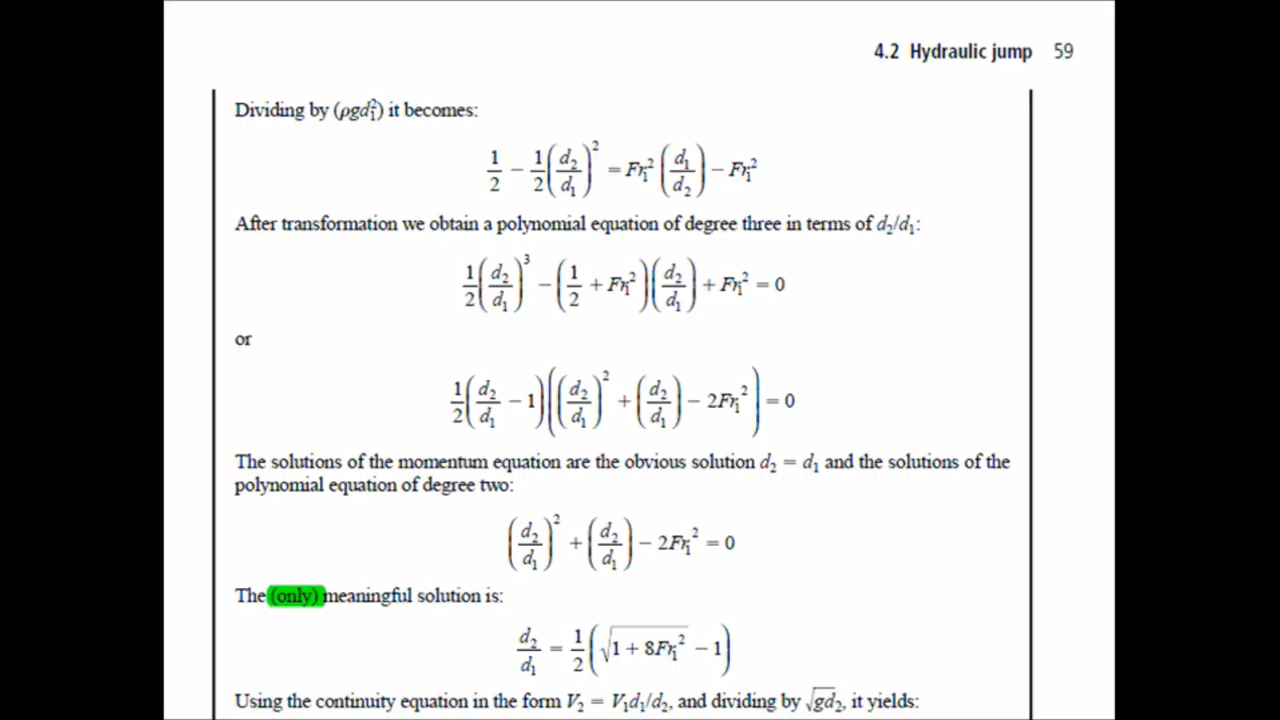 4.2 Hydraulic jump 59
Dividing by (ρgd₁²) it becomes:
1/2 − 1/2 (d₂/d₁)² = Fr₁² (d₁/d₂) − Fr₁²
After transformation we obtain a polynomial equation of degree three in terms of d₂/d₁:
1/2 (d₂/d₁)³ − (1/2 + Fr₁²)(d₂/d₁) + Fr₁² = 0
or
1/2 (d₂/d₁ − 1)((d₂/d₁)² + (d₂/d₁) − 2Fr₁²) = 0
The solutions of the momentum equation are the obvious solution d₂ = d₁ and the solutions of the
polynomial equation of degree two:
(d₂/d₁)² + (d₂/d₁) − 2Fr₁² = 0
The (only) meaningful solution is:
d₂/d₁ = 1/2 (√(1 + 8Fr₁²) − 1)
Using the continuity equation in the form V₂ = V₁d₁/d₂, and dividing by √gd₂, it yields: